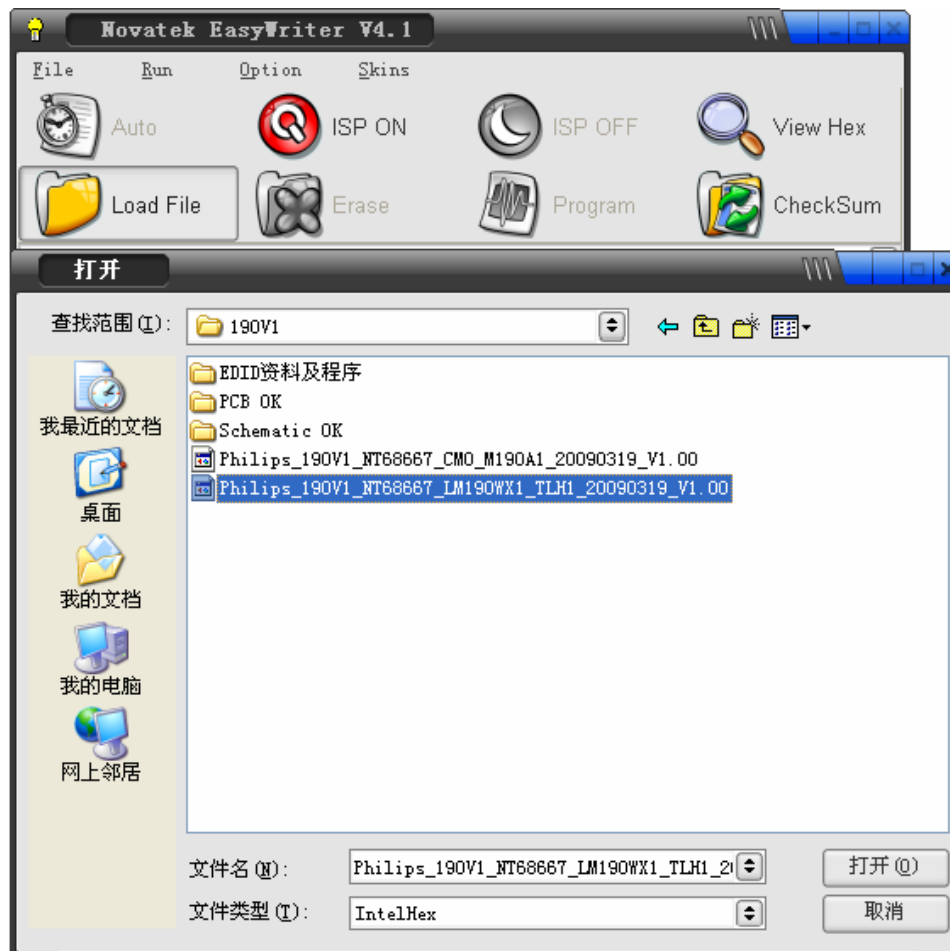 Novatek EasyWriter V4.1
File Run Option Skins
Auto ISP ON ISP OFF View Hex
Load File Erase Program CheckSum
打开
查找范围(I): 190V1
EDID资料及程序
PCB OK
Schematic OK
Philips_190V1_NT68667_CMO_M190A1_20090319_V1.00
Philips_190V1_NT68667_LM190WX1_TLH1_20090319_V1.00
我最近的文档
桌面
我的文档
我的电脑
网上邻居
文件名(N): Philips_190V1_NT68667_LM190WX1_TLH1_2 打开(O)
文件类型(T): IntelHex 取消